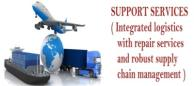 SUPPORT SERVICES
( Integrated logistics
with repair services
and robust supply
chain management )